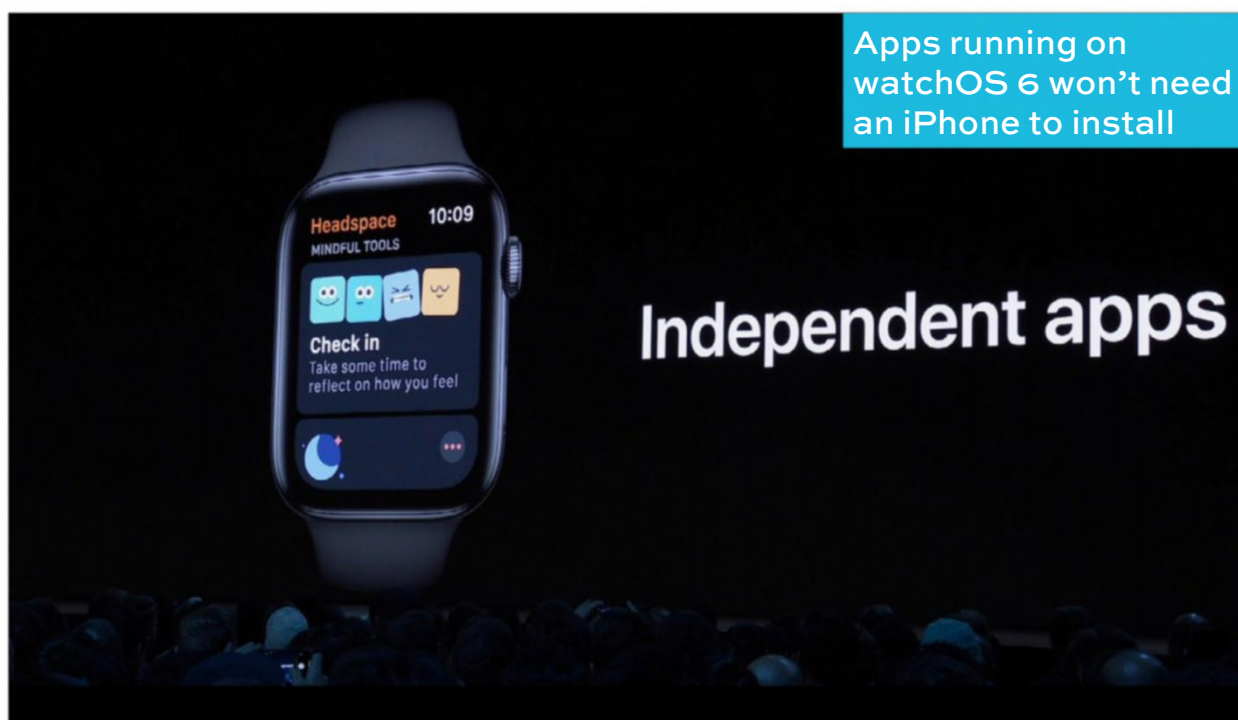 Apps running on
watchOS 6 won’t need
an iPhone to install
Headspace
10:09
MINDFUL TOOLS
Check in
Take some time to
reflect on how you feel
Independent apps